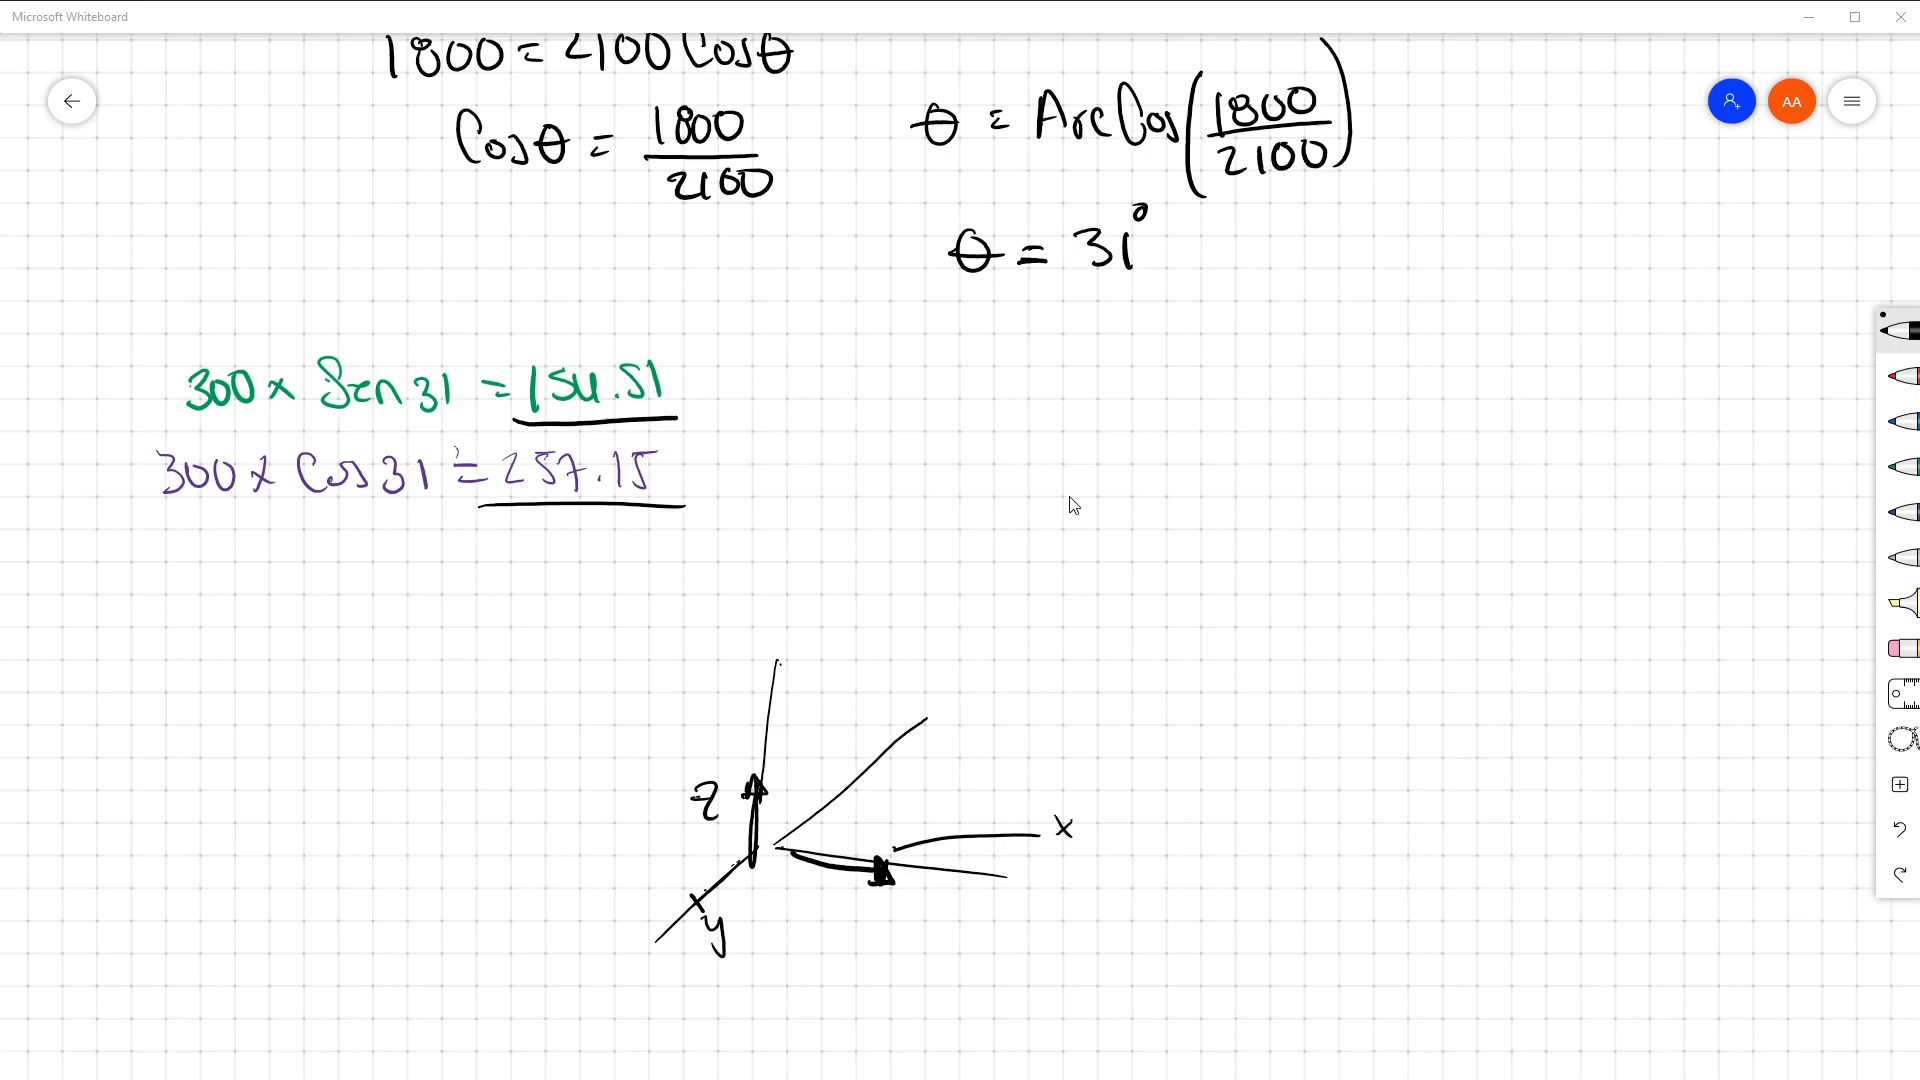 Microsoft Whiteboard
1800 = 2100 Cosθ
Cosθ = 1800/2100
θ = ArcCos(1800/2100)
AA
θ = 31°
300 x Sen 31 = 154.51
300 x Cos 31 = 257.15
z
x
y